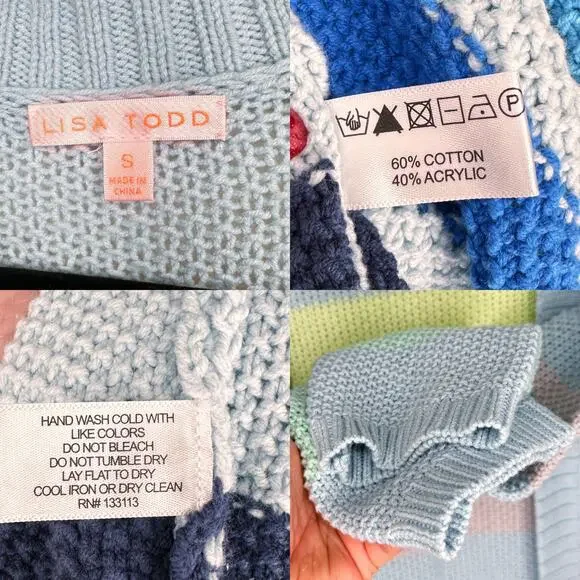 LISA TODD
S
MADE IN
CHINA
P
60% COTTON
40% ACRYLIC
HAND WASH COLD WITH
LIKE COLORS
DO NOT BLEACH
DO NOT TUMBLE DRY
LAY FLAT TO DRY
COOL IRON OR DRY CLEAN
RN# 133113